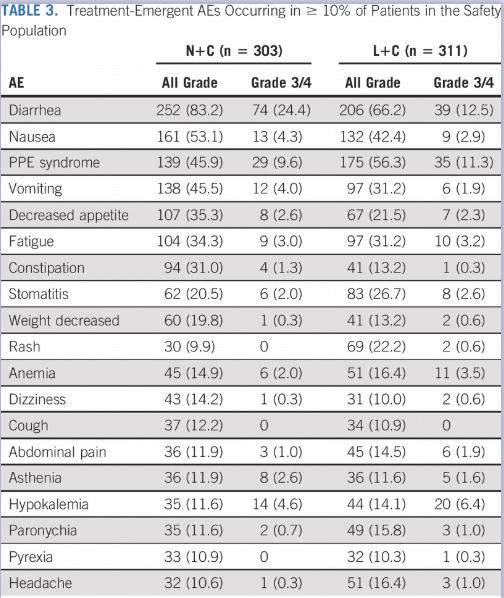 TABLE 3. Treatment-Emergent AEs Occurring in ≥ 10% of Patients in the Safety
Population
N+C (n = 303) L+C (n = 311)
AE All Grade Grade 3/4 All Grade Grade 3/4
Diarrhea 252 (83.2) 74 (24.4) 206 (66.2) 39 (12.5)
Nausea 161 (53.1) 13 (4.3) 132 (42.4) 9 (2.9)
PPE syndrome 139 (45.9) 29 (9.6) 175 (56.3) 35 (11.3)
Vomiting 138 (45.5) 12 (4.0) 97 (31.2) 6 (1.9)
Decreased appetite 107 (35.3) 8 (2.6) 67 (21.5) 7 (2.3)
Fatigue 104 (34.3) 9 (3.0) 97 (31.2) 10 (3.2)
Constipation 94 (31.0) 4 (1.3) 41 (13.2) 1 (0.3)
Stomatitis 62 (20.5) 6 (2.0) 83 (26.7) 8 (2.6)
Weight decreased 60 (19.8) 1 (0.3) 41 (13.2) 2 (0.6)
Rash 30 (9.9) 0 69 (22.2) 2 (0.6)
Anemia 45 (14.9) 6 (2.0) 51 (16.4) 11 (3.5)
Dizziness 43 (14.2) 1 (0.3) 31 (10.0) 2 (0.6)
Cough 37 (12.2) 0 34 (10.9) 0
Abdominal pain 36 (11.9) 3 (1.0) 45 (14.5) 6 (1.9)
Asthenia 36 (11.9) 8 (2.6) 36 (11.6) 5 (1.6)
Hypokalemia 35 (11.6) 14 (4.6) 44 (14.1) 20 (6.4)
Paronychia 35 (11.6) 2 (0.7) 49 (15.8) 3 (1.0)
Pyrexia 33 (10.9) 0 32 (10.3) 1 (0.3)
Headache 32 (10.6) 1 (0.3) 51 (16.4) 3 (1.0)